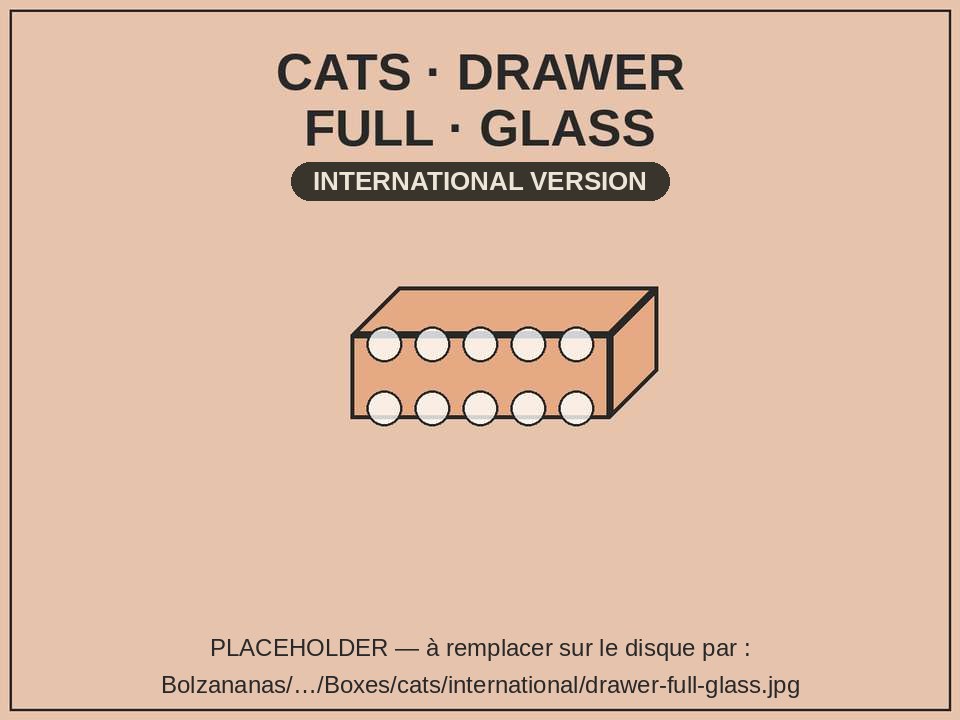 CATS · DRAWER
FULL · GLASS
INTERNATIONAL VERSION
PLACEHOLDER — à remplacer sur le disque par :
Bolzananas/…/Boxes/cats/international/drawer-full-glass.jpg